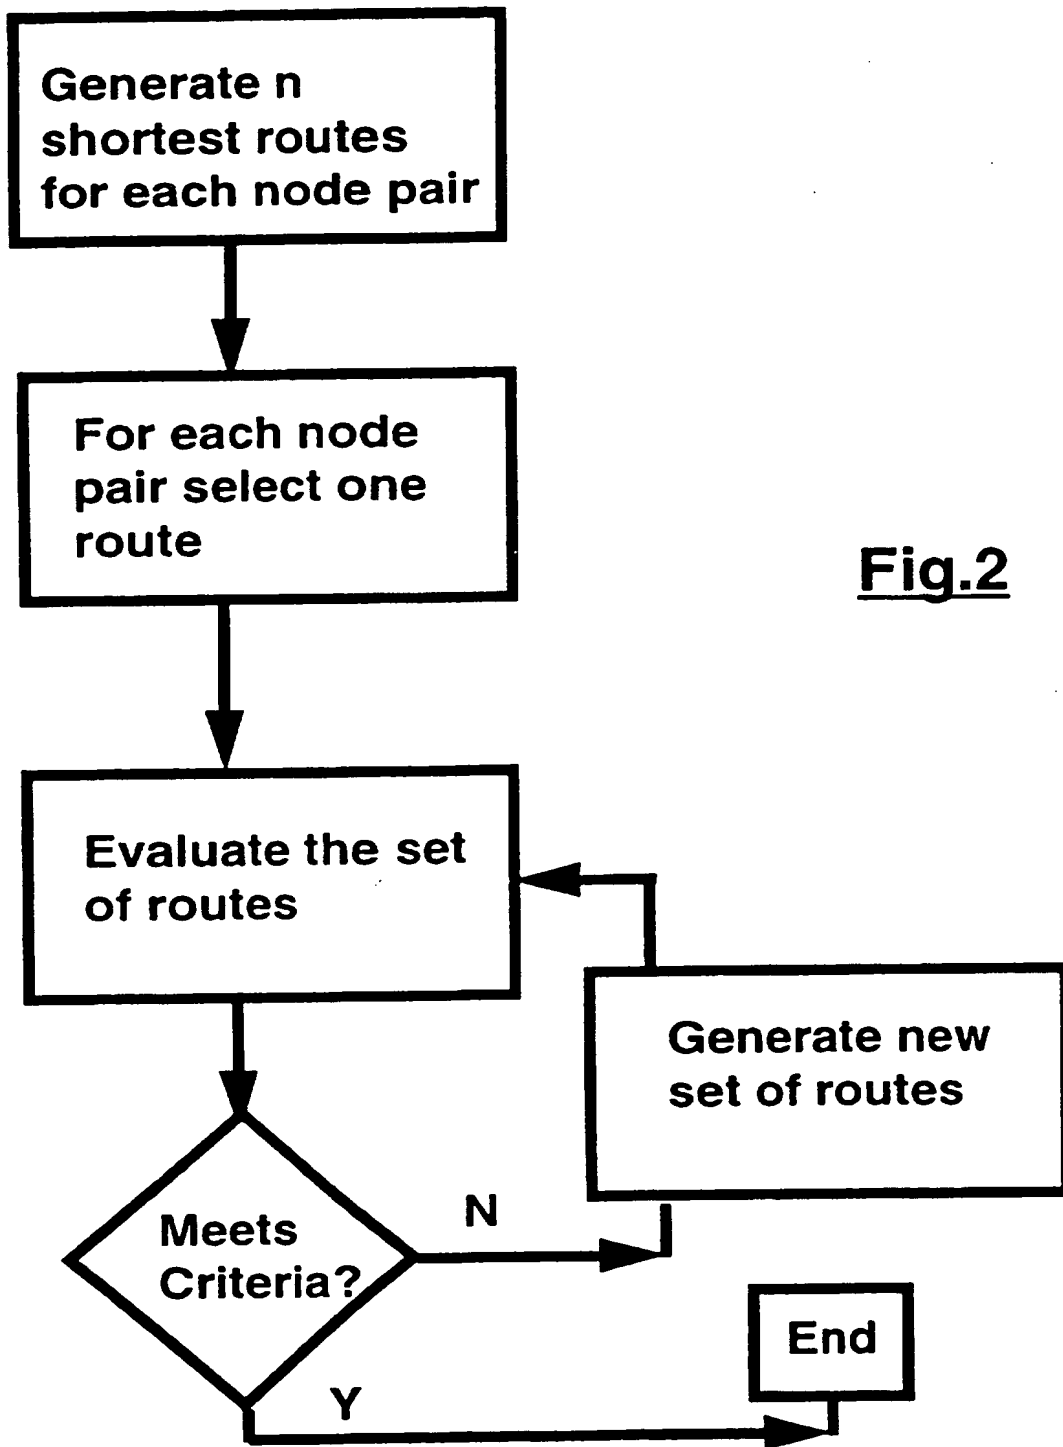 Generate n
shortest routes
for each node pair
For each node
pair select one
route
Fig.2
Evaluate the set
of routes
Generate new
set of routes
Meets
Criteria?
N
End
Y